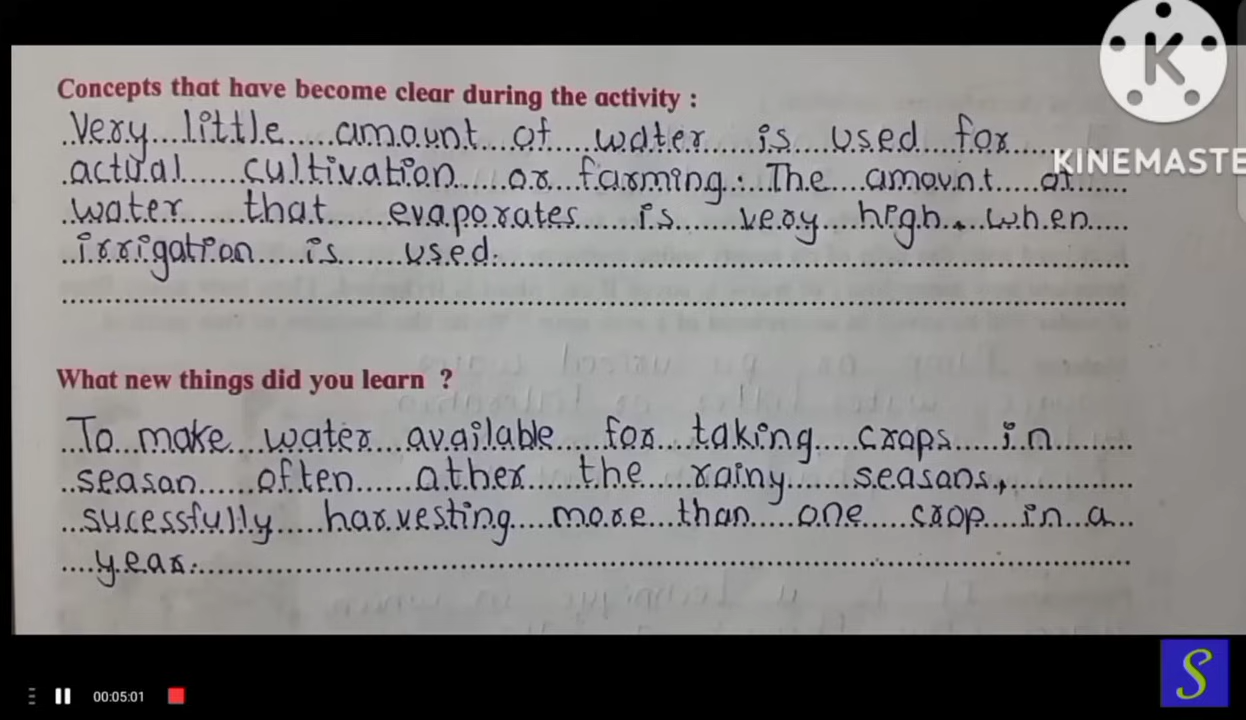 K
Concepts that have become clear during the activity :
Very little amount of water is used for
KINEMASTE
actual cultivation or farming. The amount of
water that evaporates is very high. when
irrigation is used.
What new things did you learn ?
To make water available for taking crops in
seasan often other the rainy seasons,
sucessfully harvesting more than one crop in a
year.
00:05:01
S